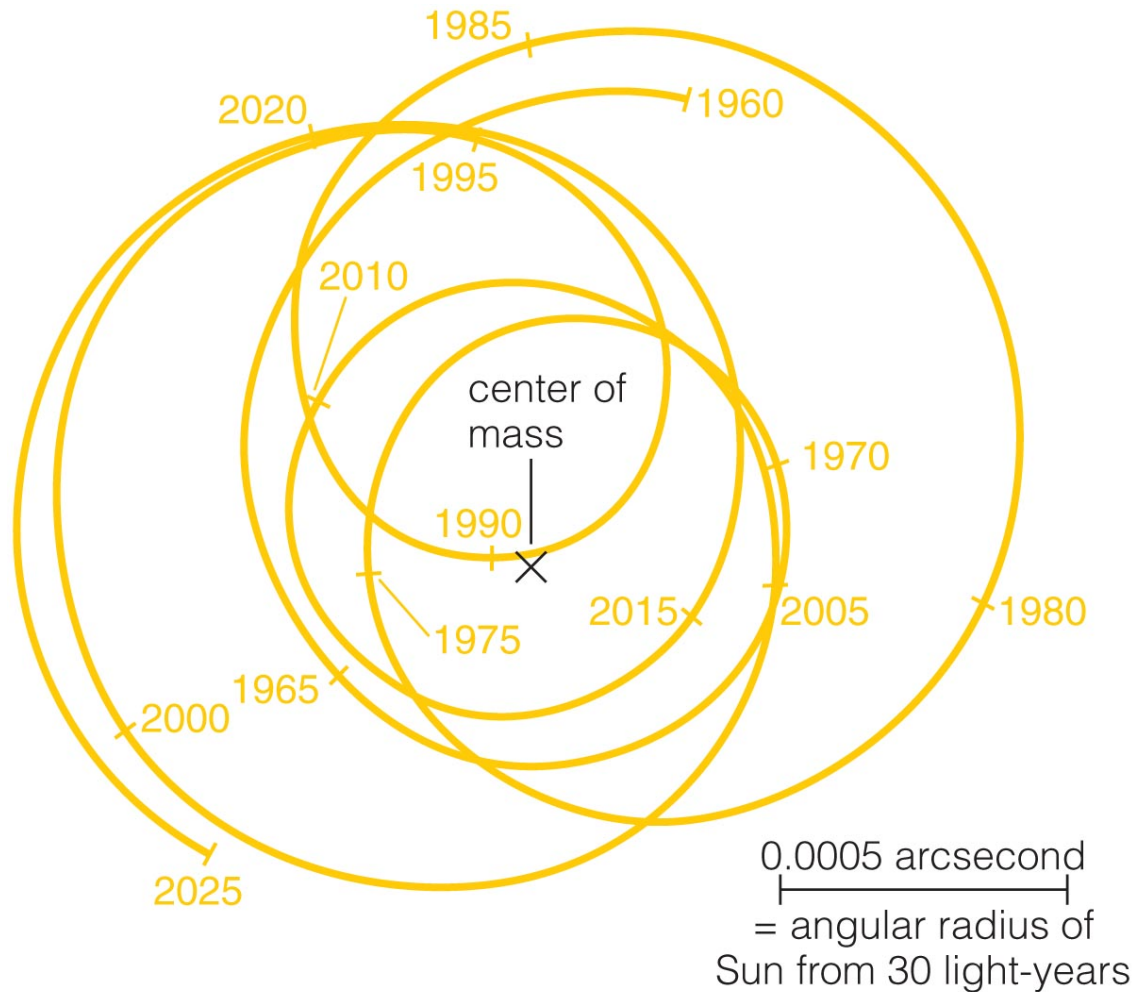 1985
1960
2020
1995
2010
center of
mass
1970
1990
2015
2005
1980
1975
1965
2000
2025
0.0005 arcsecond
= angular radius of
Sun from 30 light-years